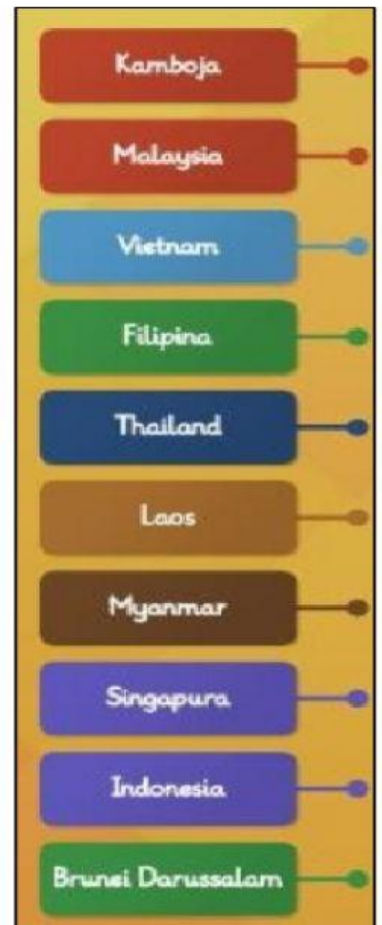 Kamboja
Malaysia
Vietnam
Filipina
Thailand
Laos
Myanmar
Singapura
Indonesia
Brunei Darussalam